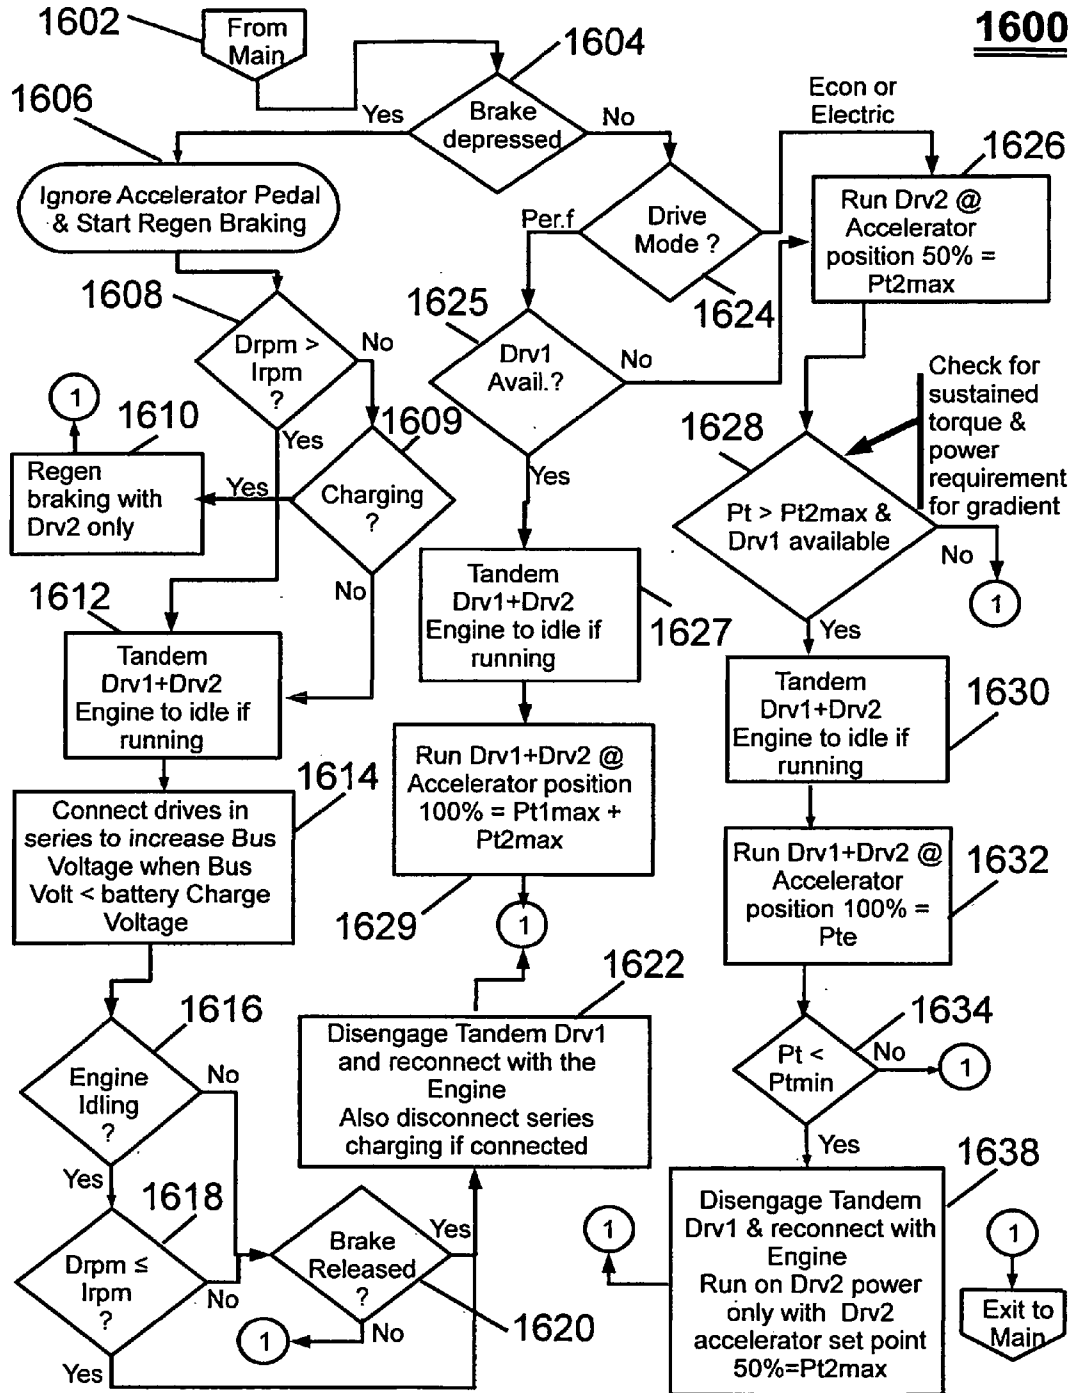 1600
1602
From
Main
1604
Brake
depressed
Yes
No
Econ or
Electric
1606
Ignore Accelerator Pedal
& Start Regen Braking
1626
Run Drv2 @
Accelerator
position 50% =
Pt2max
Per.f
Drive
Mode ?
1624
1608
Drpm >
Irpm
?
No
Yes
1625
Drv1
Avail.?
No
Yes
Check for
sustained
torque &
power
requirement
for gradient
1
1610
Regen
braking with
Drv2 only
1609
Yes
Charging
?
No
1628
Pt > Pt2max &
Drv1 available
No
1
Yes
1612
Tandem
Drv1+Drv2
Engine to idle if
running
Tandem
Drv1+Drv2
Engine to idle if
running
1627
Tandem
Drv1+Drv2
Engine to idle if
running
1630
1614
Connect drives in
series to increase Bus
Voltage when Bus
Volt < battery Charge
Voltage
Run Drv1+Drv2 @
Accelerator position
100% = Pt1max +
Pt2max
1629
1
Run Drv1+Drv2 @
Accelerator
position 100% =
Pte
1632
1616
Engine
Idling
?
No
Yes
1622
Disengage Tandem Drv1
and reconnect with the
Engine
Also disconnect series
charging if connected
1634
Pt <
Ptmin
No
1
Yes
1618
Drpm ≤
Irpm
?
No
Yes
Brake
Released
?
Yes
No
1620
1
1638
1
Disengage Tandem
Drv1 & reconnect with
Engine
Run on Drv2 power
only with Drv2
accelerator set point
50%=Pt2max
1
Exit to
Main